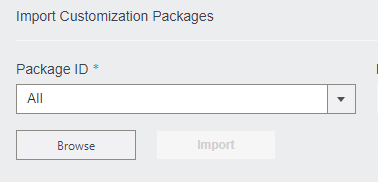 Import Customization Packages
Package ID *
All
Browse
Import